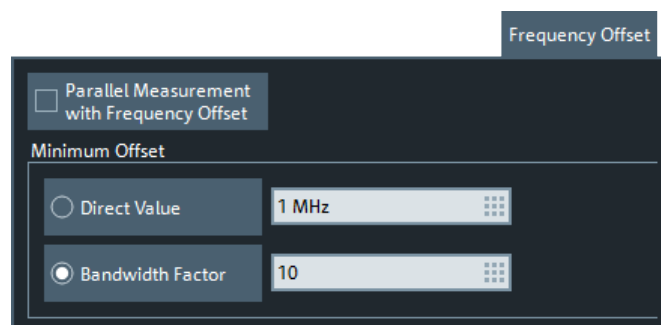 Frequency Offset
Parallel Measurement
with Frequency Offset
Minimum Offset
Direct Value
1 MHz
Bandwidth Factor
10